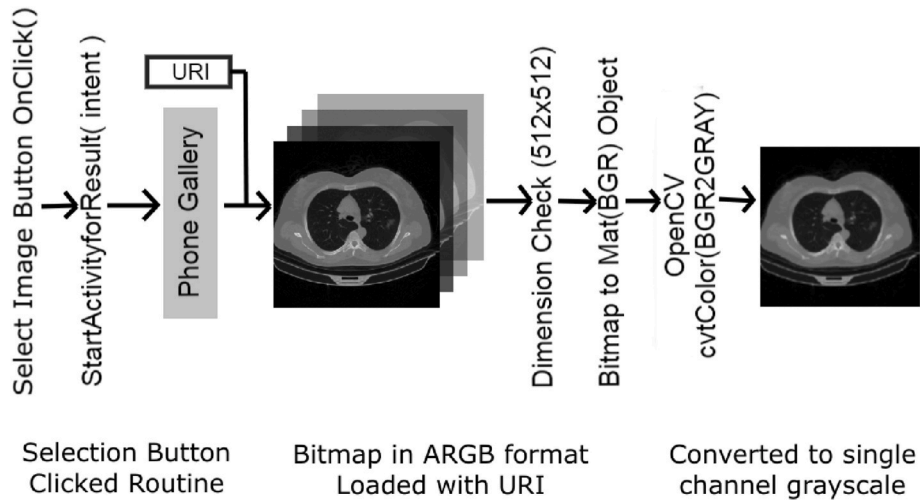 Select Image Button OnClick()
StartActivityforResult( intent )
URI
Phone Gallery
Dimension Check (512x512)
Bitmap to Mat(BGR) Object
OpenCV
cvtColor(BGR2GRAY)
Selection Button
Clicked Routine
Bitmap in ARGB format
Loaded with URI
Converted to single
channel grayscale